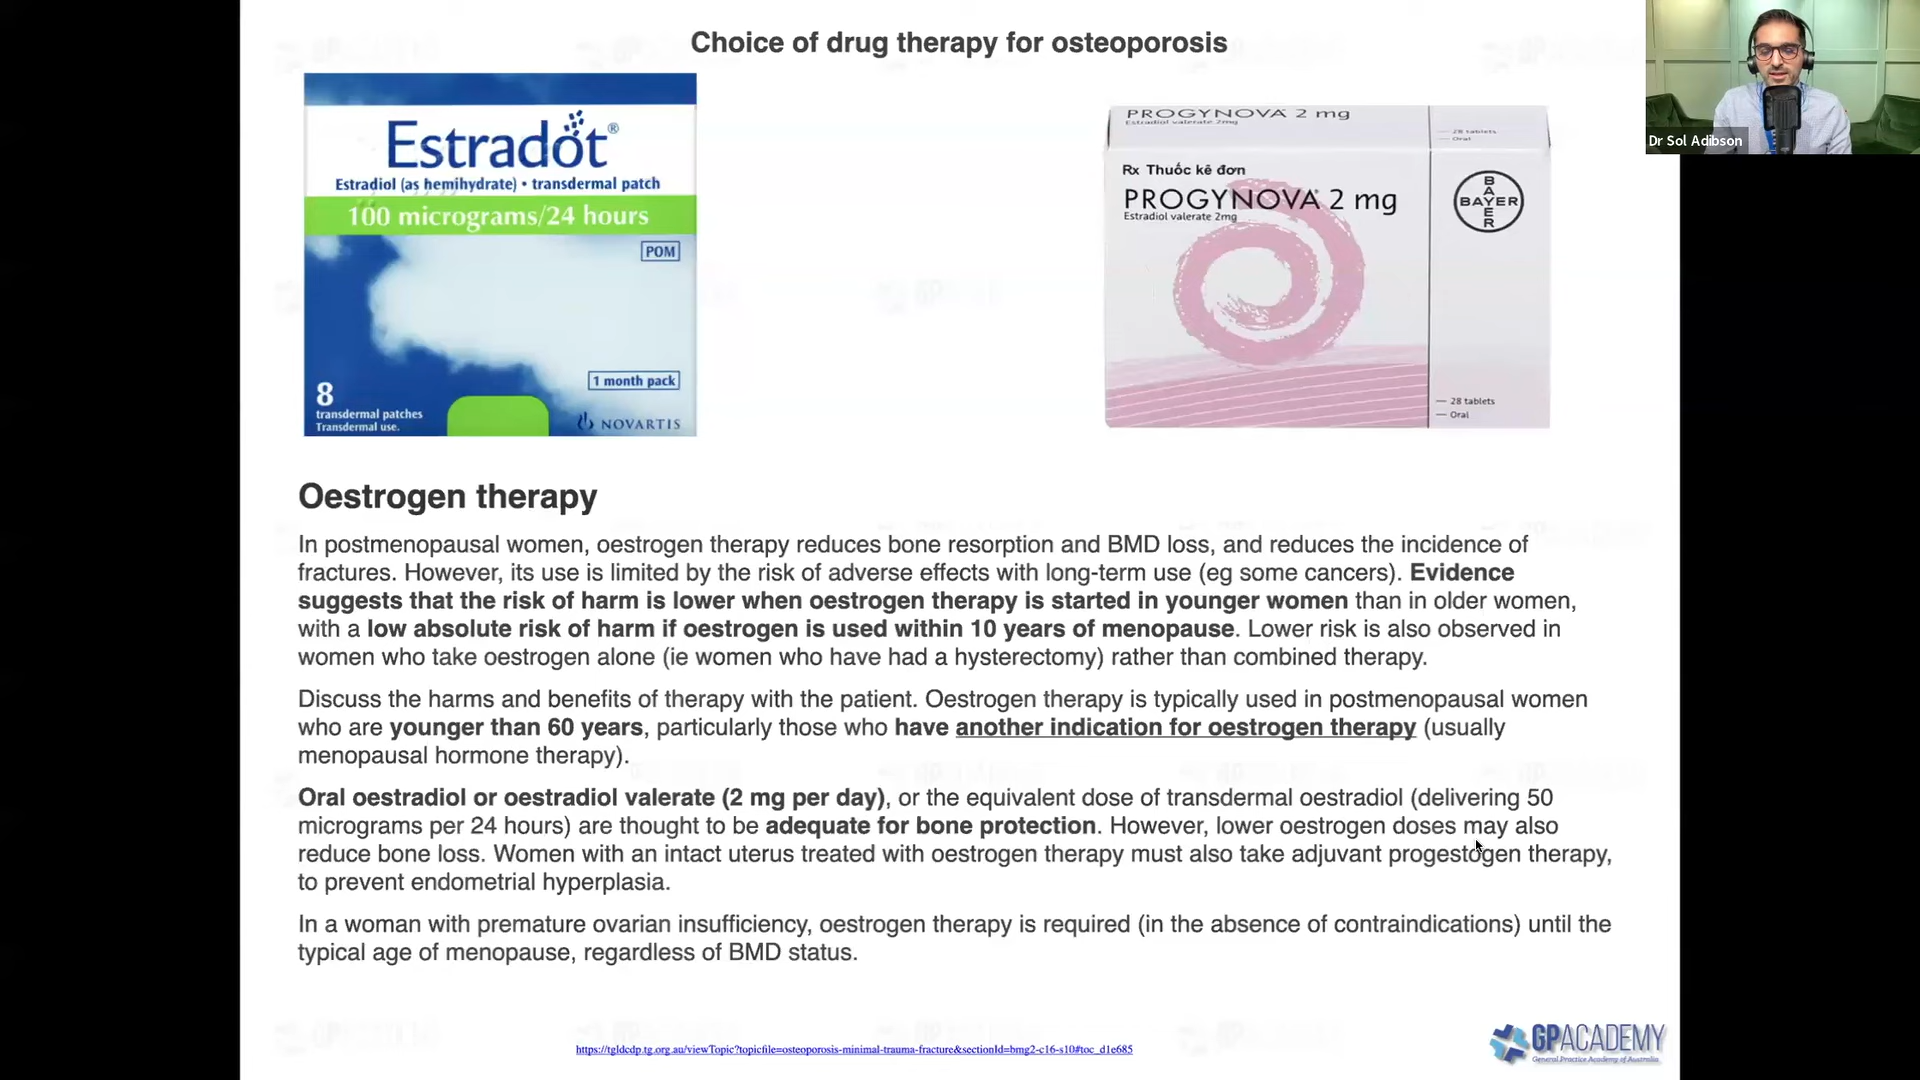 Choice of drug therapy for osteoporosis
Dr Sol Adibson
Estradot®
Estradiol (as hemihydrate) • transdermal patch
100 micrograms/24 hours
POM
1 month pack
8
transdermal patches
Transdermal use.
NOVARTIS
PROGYNOVA 2 mg
Estradiol valerate 2mg
28 tablets
Oral
Rx Thuốc kê đơn
PROGYNOVA® 2 mg
Estradiol valerate 2mg
BAYER
BAYER
28 tablets
Oral
Oestrogen therapy
In postmenopausal women, oestrogen therapy reduces bone resorption and BMD loss, and reduces the incidence of
fractures. However, its use is limited by the risk of adverse effects with long-term use (eg some cancers). Evidence
suggests that the risk of harm is lower when oestrogen therapy is started in younger women than in older women,
with a low absolute risk of harm if oestrogen is used within 10 years of menopause. Lower risk is also observed in
women who take oestrogen alone (ie women who have had a hysterectomy) rather than combined therapy.
Discuss the harms and benefits of therapy with the patient. Oestrogen therapy is typically used in postmenopausal women
who are younger than 60 years, particularly those who have another indication for oestrogen therapy (usually
menopausal hormone therapy).
Oral oestradiol or oestradiol valerate (2 mg per day), or the equivalent dose of transdermal oestradiol (delivering 50
micrograms per 24 hours) are thought to be adequate for bone protection. However, lower oestrogen doses may also
reduce bone loss. Women with an intact uterus treated with oestrogen therapy must also take adjuvant progestogen therapy,
to prevent endometrial hyperplasia.
In a woman with premature ovarian insufficiency, oestrogen therapy is required (in the absence of contraindications) until the
typical age of menopause, regardless of BMD status.
https://tgldcdp.tg.org.au/viewTopic?topicfile=osteoporosis-minimal-trauma-fracture&sectionId=bmg2-c16-s10#toc_d1e685
GPACADEMY
General Practice Academy of Australia